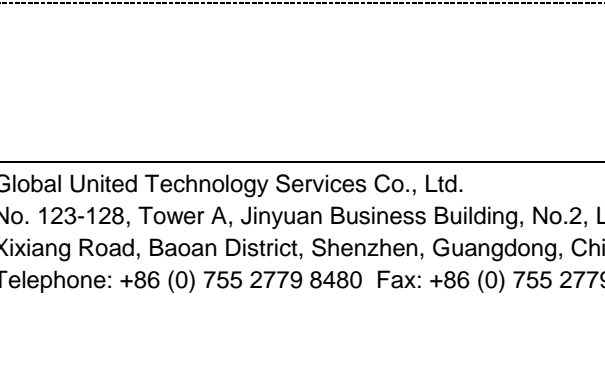 Global United Technology Services Co., Ltd.
No. 123-128, Tower A, Jinyuan Business Building, No.2, L
Xixiang Road, Baoan District, Shenzhen, Guangdong, Chi
Telephone: +86 (0) 755 2779 8480 Fax: +86 (0) 755 2779